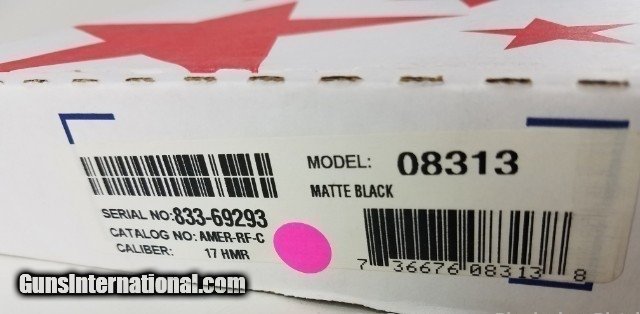 MODEL: 08313
MATTE BLACK
SERIAL NO:833-69293
CATALOG NO: AMER-RF-C
CALIBER: 17 HMR
7 36676 08313 8
GunsInternational.com